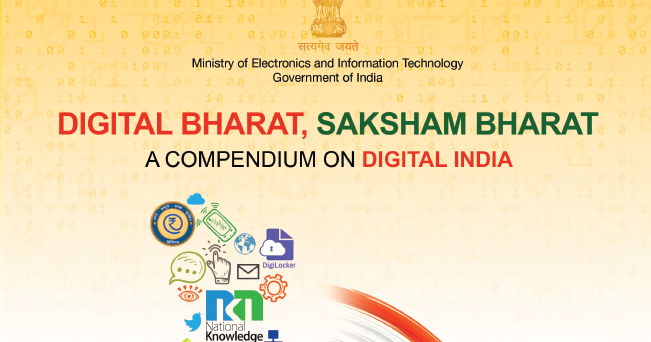 सत्यमेव जयते
Ministry of Electronics and Information Technology
Government of India
DIGITAL BHARAT, SAKSHAM BHARAT
A COMPENDIUM ON DIGITAL INDIA
DigiLocker
National
Knowledge